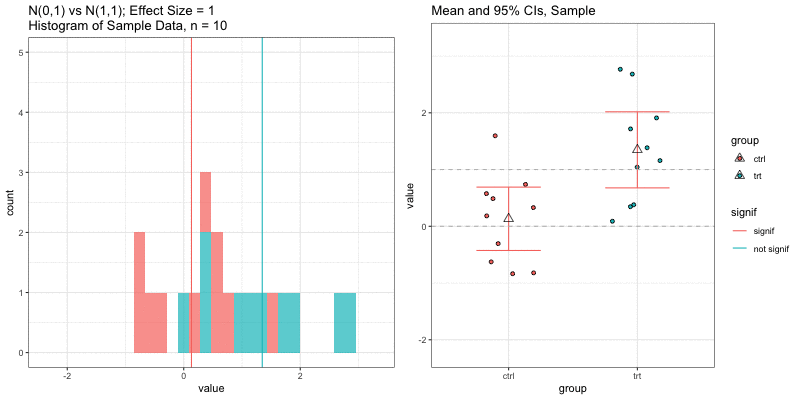 N(0,1) vs N(1,1); Effect Size = 1
Histogram of Sample Data, n = 10
5
4
3
2
1
0
count
-2
0
2
value
Mean and 95% CIs, Sample
2
0
-2
value
ctrl
trt
group
group
ctrl
trt
signif
signif
not signif